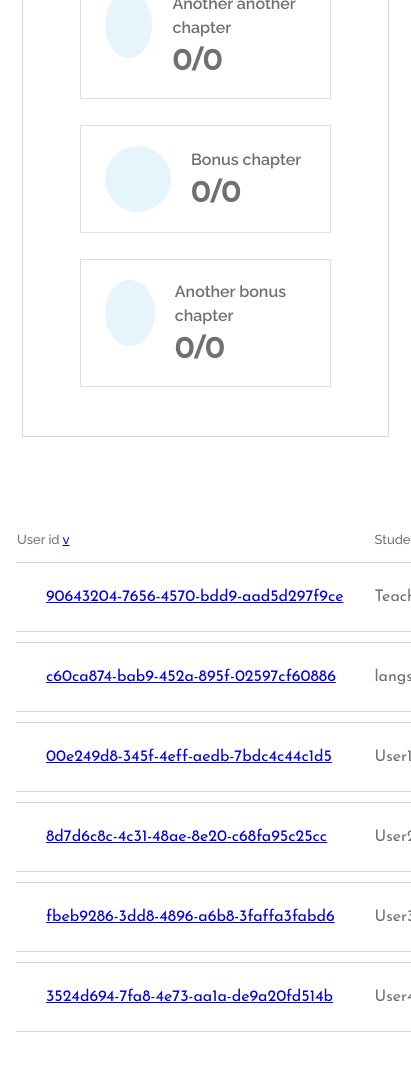 Another another
chapter
0/0
Bonus chapter
0/0
Another bonus
chapter
0/0
User id v Stude
90643204-7656-4570-bdd9-aad5d297f9ce Teach
c60ca874-bab9-452a-895f-02597cf60886 langs
00e249d8-345f-4eff-aedb-7bdc4c44c1d5 User1
8d7d6c8c-4c31-48ae-8e20-c68fa95c25cc User2
fbeb9286-3dd8-4896-a6b8-3faffa3fabd6 User3
3524d694-7fa8-4e73-aa1a-de9a20fd514b User4